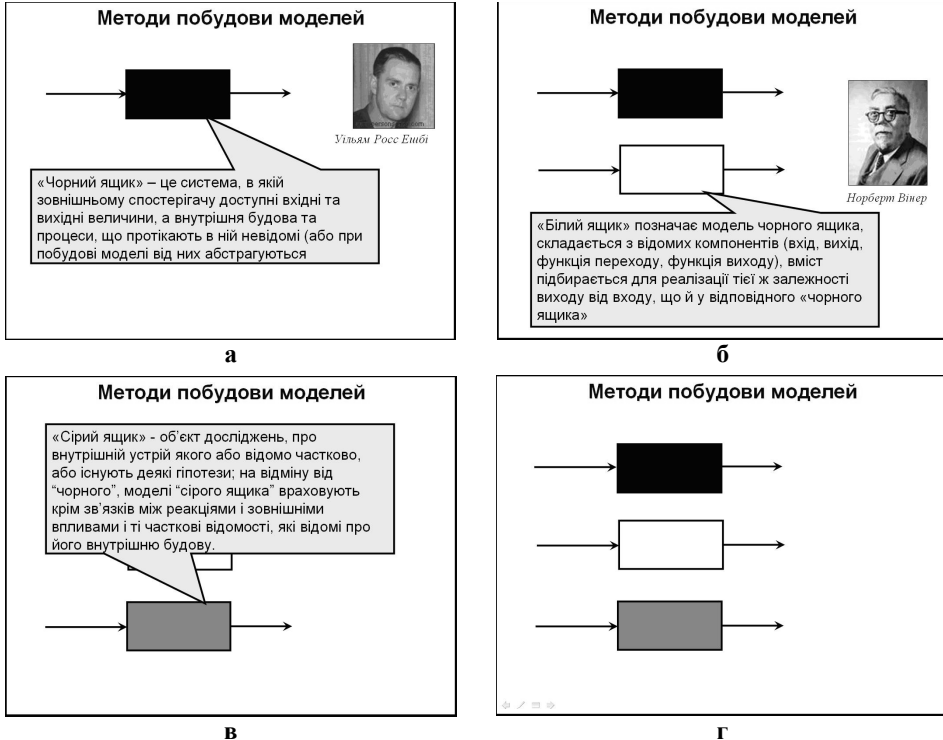 Методи побудови моделей
Уільям Росс Ешбі
«Чорний ящик» – це система, в якій
зовнішньому спостерігачу доступні вхідні та
вихідні величини, а внутрішня будова та
процеси, що протікають в ній невідомі (або при
побудові моделі від них абстрагуються
а
Методи побудови моделей
Норберт Вінер
«Білий ящик» позначає модель чорного ящика,
складається з відомих компонентів (вхід, вихід,
функція переходу, функція виходу), вміст
підбирається для реалізації тієї ж залежності
виходу від входу, що й у відповідного «чорного
ящика»
б
Методи побудови моделей
«Сірий ящик» - об’єкт досліджень, про
внутрішній устрій якого або відомо частково,
або існують деякі гіпотези; на відміну від
“чорного”, моделі “сірого ящика” враховують
крім зв’язків між реакціями і зовнішніми
впливами і ті часткові відомості, які відомі про
його внутрішню будову.
в
Методи побудови моделей
г